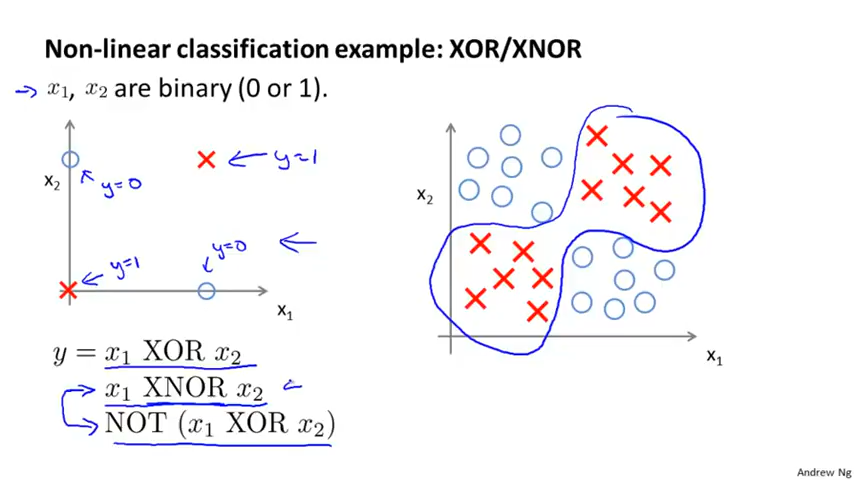 Non-linear classification example: XOR/XNOR
→ x₁, x₂ are binary (0 or 1).
x₂
y=0
y=1
y=1
y=0
x₁
x₂
x₁
y = x₁ XOR x₂
x₁ XNOR x₂
NOT (x₁ XOR x₂)
Andrew Ng